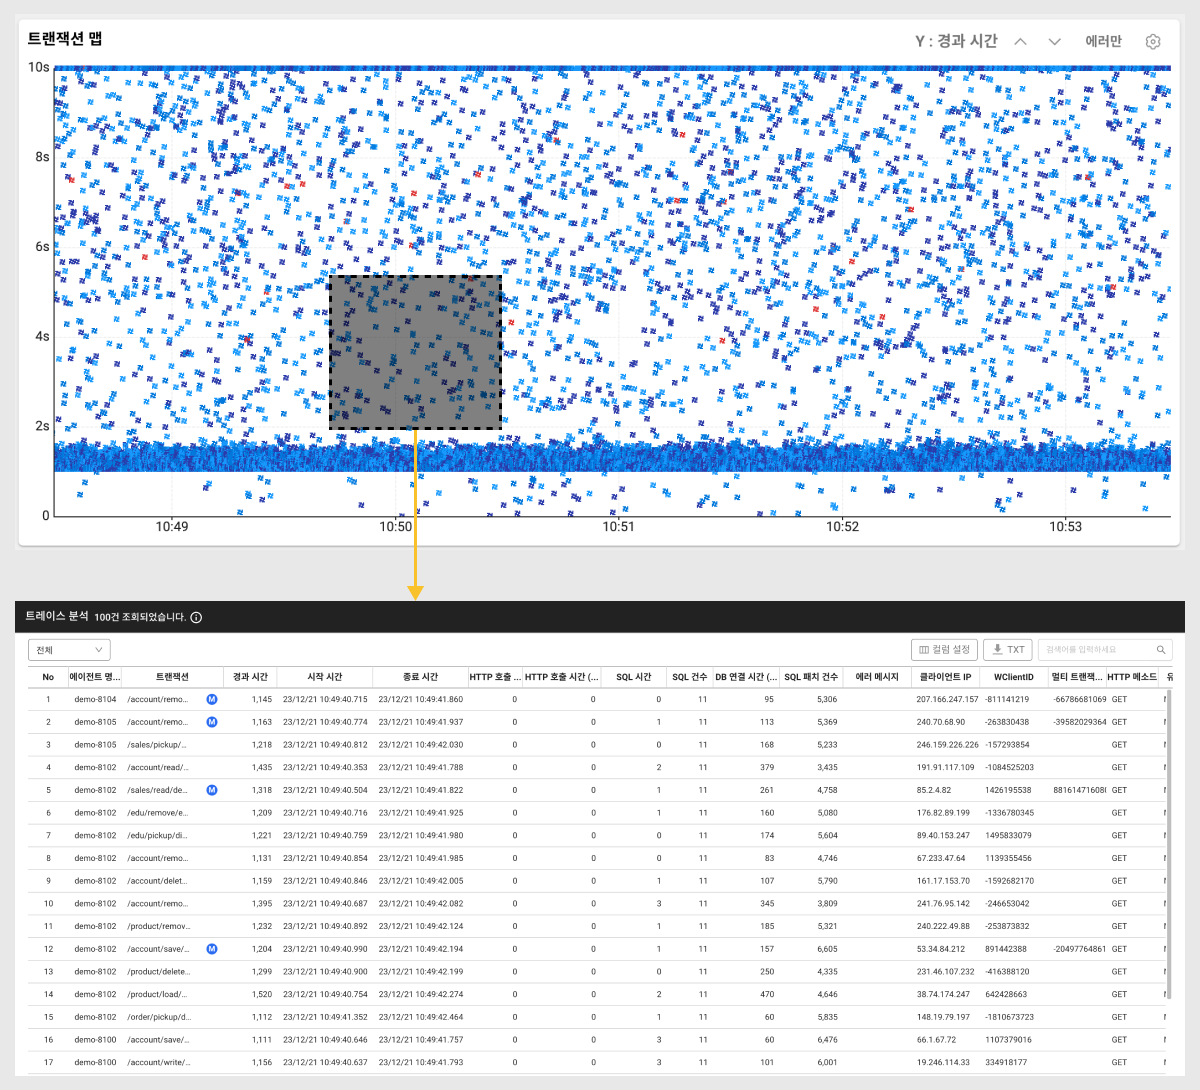 트랜잭션 맵
Y : 경과 시간 에러만
10s
8s
6s
4s
2s
0
10:49 10:50 10:51 10:52 10:53
트레이스 분석 100건 조회되었습니다.
전체 컬럼 설정 TXT 검색어를 입력하세요
No 에이전트 명... 트랜잭션 경과 시간 시작 시간 종료 시간 HTTP 호출 ... HTTP 호출 시간 (... SQL 시간 SQL 건수 DB 연결 시간 (... SQL 패치 건수 에러 메시지 클라이언트 IP WClientID 멀티 트랜잭... HTTP 메소드
1 demo-8104 /account/remo... M 1,145 23/12/21 10:49:40.715 23/12/21 10:49:41.860 0 0 0 11 95 5,306 207.166.247.157 -811141219 -66786681069 GET
2 demo-8105 /account/remo... M 1,163 23/12/21 10:49:40.774 23/12/21 10:49:41.937 0 0 1 11 113 5,369 240.70.68.90 -263830438 -39582029364 GET
3 demo-8105 /sales/pickup/... 1,218 23/12/21 10:49:40.812 23/12/21 10:49:42.030 0 0 0 11 168 5,233 246.159.226.226 -157293854 GET
4 demo-8102 /account/read/... 1,435 23/12/21 10:49:40.353 23/12/21 10:49:41.788 0 0 2 11 379 3,435 191.91.117.109 -1084525203 GET
5 demo-8102 /sales/read/de... M 1,318 23/12/21 10:49:40.504 23/12/21 10:49:41.822 0 0 1 11 261 4,758 85.2.4.82 1426195538 88161471608 GET
6 demo-8102 /edu/remove/e... 1,209 23/12/21 10:49:40.716 23/12/21 10:49:41.925 0 0 1 11 160 5,080 176.82.89.199 -1336780345 GET
7 demo-8102 /edu/pickup/di... 1,221 23/12/21 10:49:40.759 23/12/21 10:49:41.980 0 0 0 11 174 5,604 89.40.153.247 1495833079 GET
8 demo-8102 /account/remo... 1,131 23/12/21 10:49:40.854 23/12/21 10:49:41.985 0 0 0 11 83 4,746 67.233.47.64 1139355456 GET
9 demo-8102 /account/delet... 1,159 23/12/21 10:49:40.846 23/12/21 10:49:42.005 0 0 1 11 107 5,790 161.17.153.70 -1592682170 GET
10 demo-8102 /account/remo... 1,395 23/12/21 10:49:40.687 23/12/21 10:49:42.082 0 0 3 11 345 3,809 241.76.95.142 -246653042 GET
11 demo-8102 /product/remov... 1,232 23/12/21 10:49:40.892 23/12/21 10:49:42.124 0 0 1 11 185 5,321 240.222.49.88 -253873832 GET
12 demo-8102 /account/save/... M 1,204 23/12/21 10:49:40.990 23/12/21 10:49:42.194 0 0 1 11 157 6,605 53.34.84.212 891442388 -20497764861 GET
13 demo-8102 /product/delete... 1,299 23/12/21 10:49:40.900 23/12/21 10:49:42.199 0 0 0 11 250 4,335 231.46.107.232 -416388120 GET
14 demo-8102 /product/load/... 1,520 23/12/21 10:49:40.754 23/12/21 10:49:42.274 0 0 2 11 470 4,646 38.74.174.247 642428663 GET
15 demo-8102 /order/pickup/d... 1,112 23/12/21 10:49:41.352 23/12/21 10:49:42.464 0 0 1 11 60 5,835 148.19.79.197 -1810673723 GET
16 demo-8100 /account/save/... 1,111 23/12/21 10:49:40.646 23/12/21 10:49:41.757 0 0 3 11 60 6,476 66.1.67.72 1107379016 GET
17 demo-8100 /account/write/... 1,156 23/12/21 10:49:40.637 23/12/21 10:49:41.793 0 0 3 11 101 6,001 19.246.114.33 334918177 GET